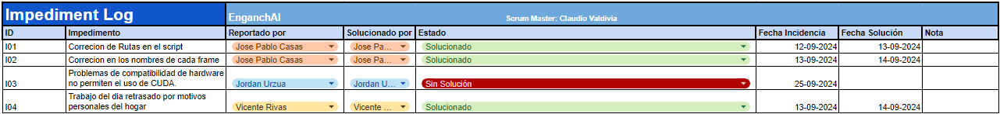 Impediment Log EnganchAI Scrum Master: Claudio Valdivia
ID Impedimento Reportado por Solucionado por Estado Fecha Incidencia Fecha Solución Nota
I01 Correcion de Rutas en el script Jose Pablo Casas Jose Pa... Solucionado 12-09-2024 13-09-2024
I02 Correcion en los nombres de cada frame Jose Pablo Casas Jose Pa... Solucionado 13-09-2024 14-09-2024
Problemas de compatibilidad de hardware
I03 no permiten el uso de CUDA. Jordan Urzua Jordan U... Sin Solución 25-09-2024
Trabajo del dia retrasado por motivos
I04 personales del hogar Vicente Rivas Vicente ... Solucionado 13-09-2024 14-09-2024